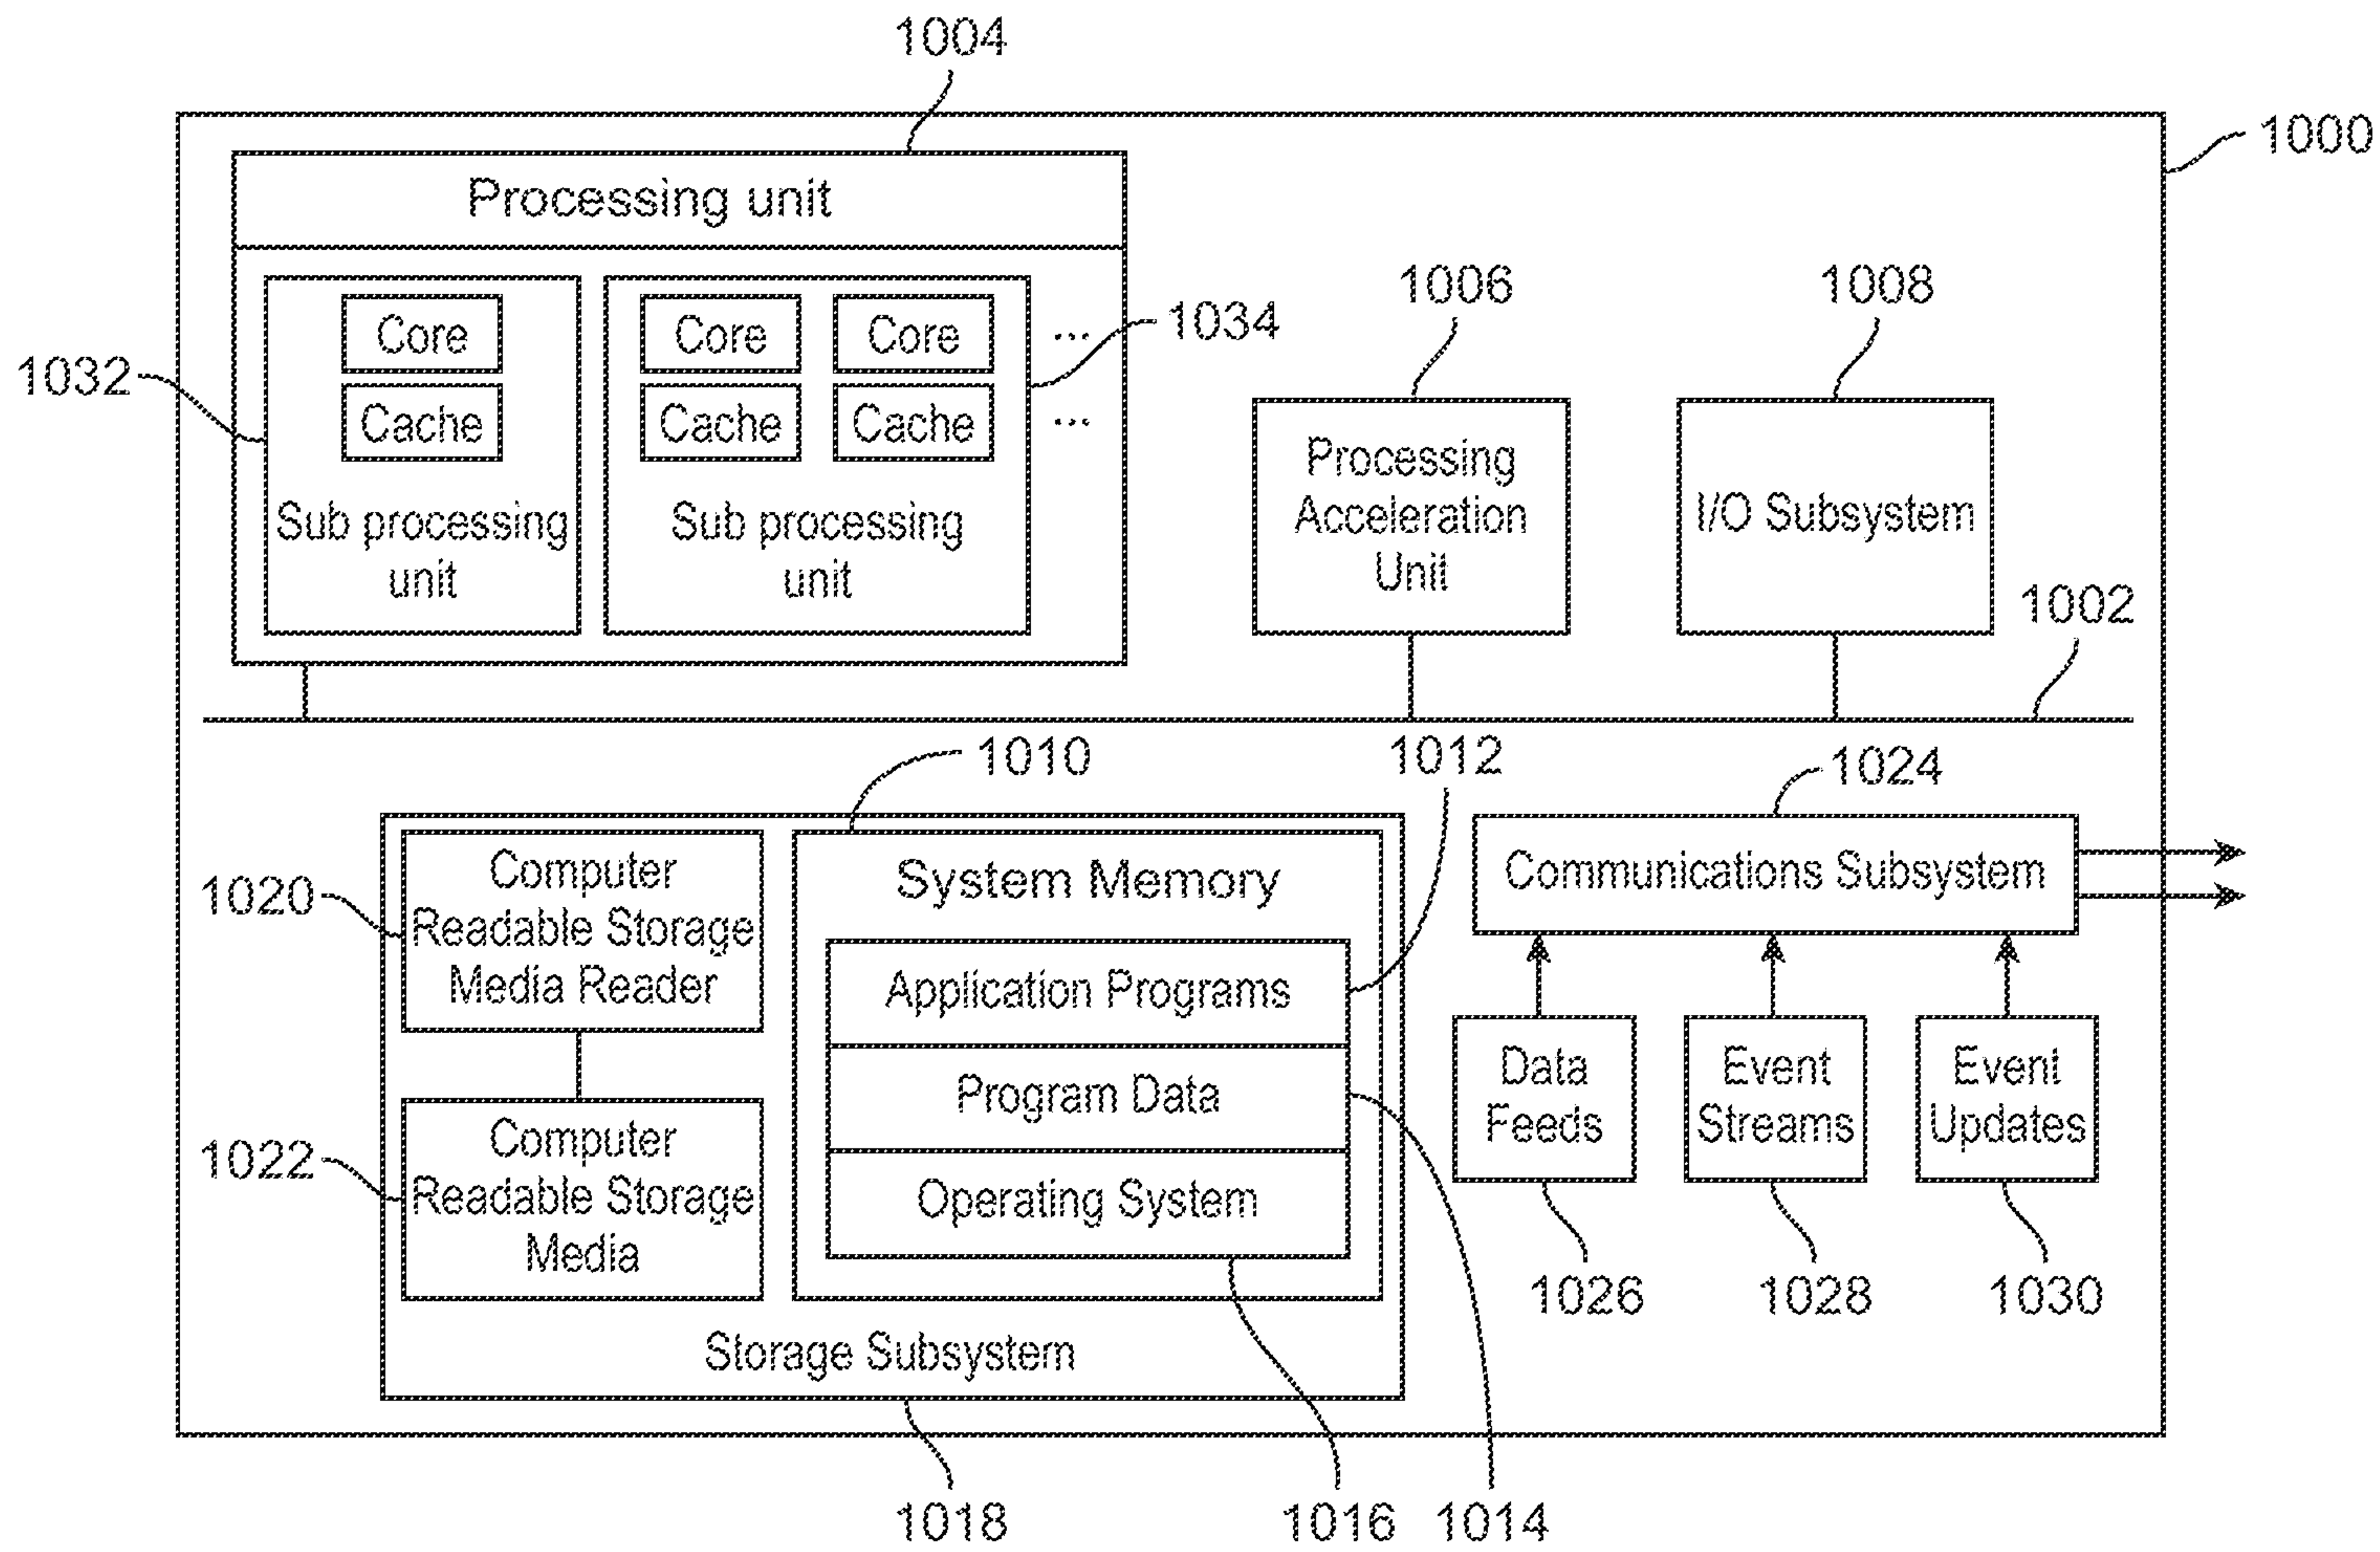 1004
1000
Processing unit
1006
1008
1034
1032
Core
Core
Core
...
Cache
Cache
Cache
...
Sub processing
unit
Sub processing
unit
Processing
Acceleration
Unit
I/O Subsystem
1002
1010
1012
1024
1020
Computer
Readable Storage
Media Reader
System Memory
Communications Subsystem
Application Programs
Program Data
Operating System
1022
Computer
Readable Storage
Media
Data
Feeds
Event
Streams
Event
Updates
1026
1028
1030
Storage Subsystem
1018
1016
1014